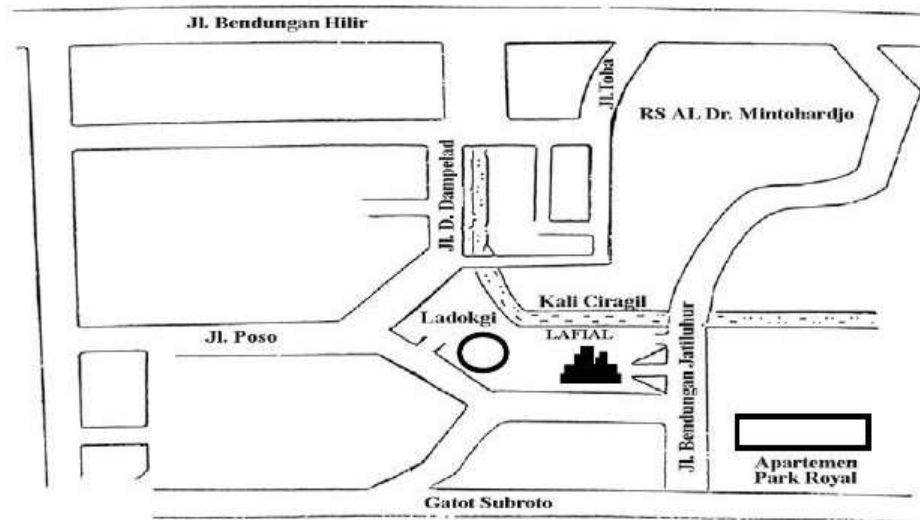 Jl. Bendungan Hilir
Jl.Toba
RS AL Dr. Mintohardjo
Jl. D. Dampelad
Kali Ciragil
Ladokgi
LAFIAL
Jl. Poso
Jl. Bendungan Jatiluhur
Apartemen
Park Royal
Gatot Subroto